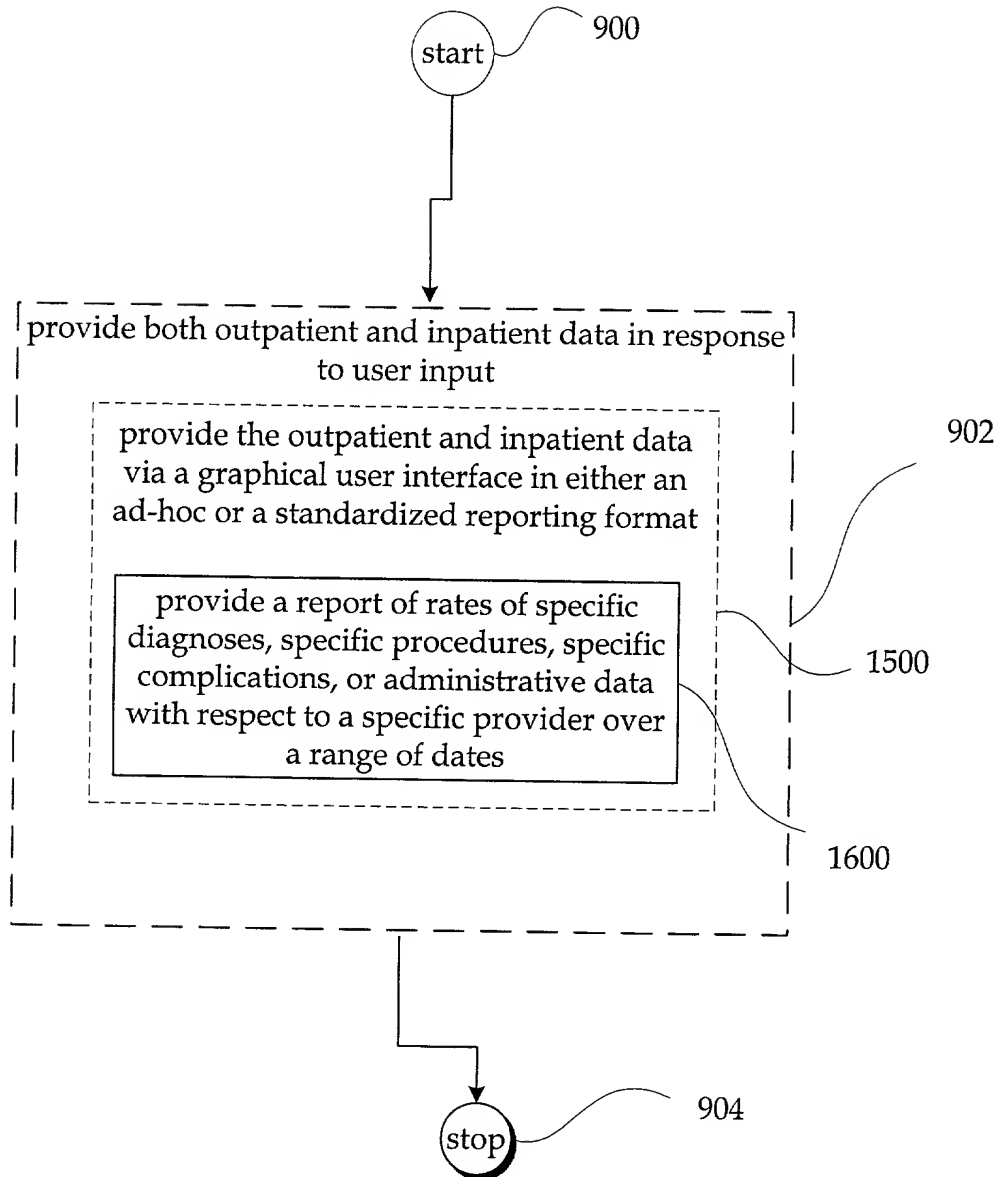 start
900
provide both outpatient and inpatient data in response
to user input
provide the outpatient and inpatient data
via a graphical user interface in either an
ad-hoc or a standardized reporting format
902
provide a report of rates of specific
diagnoses, specific procedures, specific
complications, or administrative data
with respect to a specific provider over
a range of dates
1500
1600
stop
904